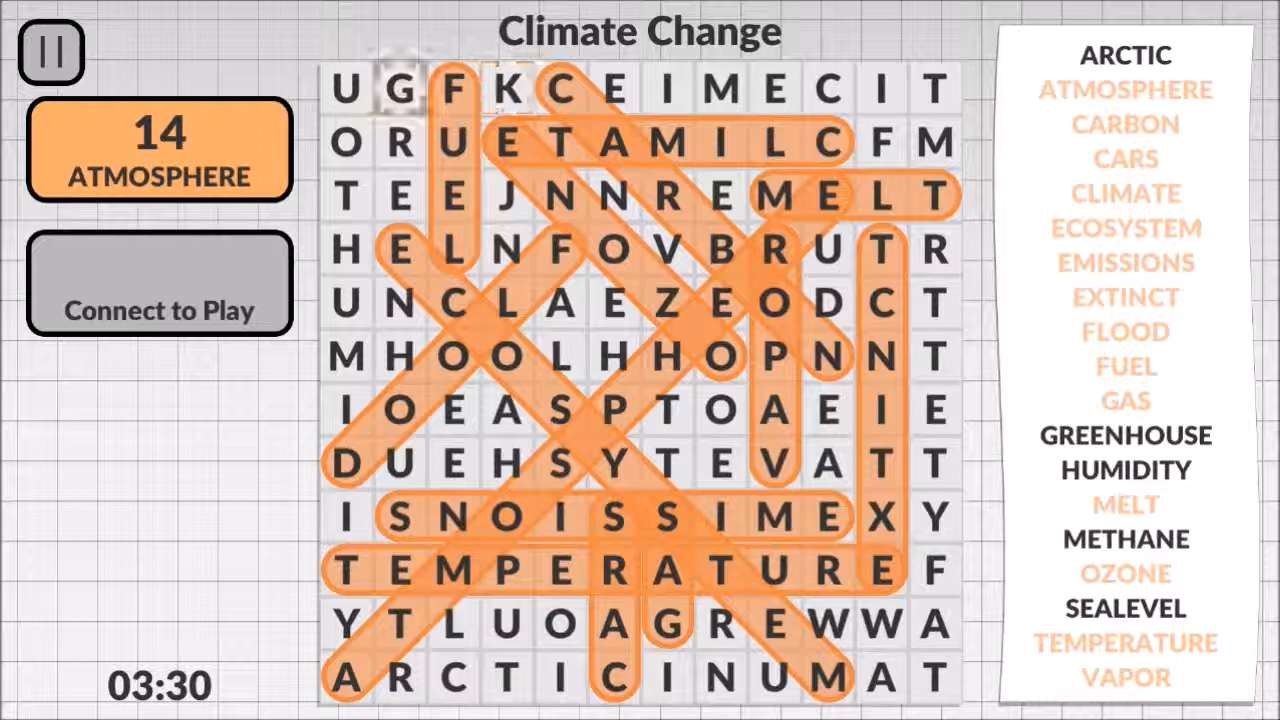 Climate Change
14
ATMOSPHERE
Connect to Play
03:30
U G F K C E I M E C I T
O R U E T A M I L C F M
T E E J N N R E M E L T
H E L N F O V B R U T R
U N C L A E Z E O D C T
M H O O L H H O P N N T
I O E A S P T O A E I E
D U E H S Y T E V A T T
I S N O I S S I M E X Y
T E M P E R A T U R E F
Y T L U O A G R E W W A
A R C T I C I N U M A T
ARCTIC
ATMOSPHERE
CARBON
CARS
CLIMATE
ECOSYSTEM
EMISSIONS
EXTINCT
FLOOD
FUEL
GAS
GREENHOUSE
HUMIDITY
MELT
METHANE
OZONE
SEALEVEL
TEMPERATURE
VAPOR